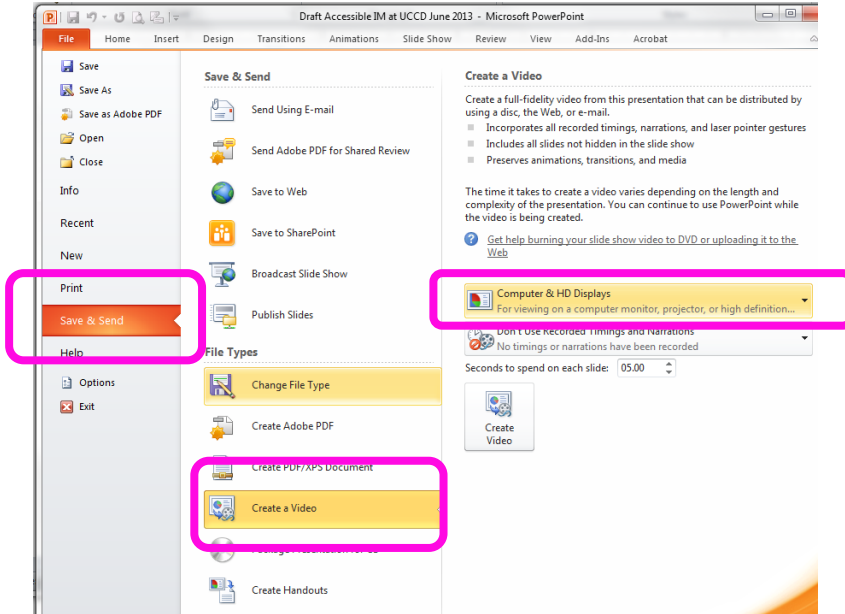 Draft Accessible IM at UCCD June 2013 - Microsoft PowerPoint
File Home Insert Design Transitions Animations Slide Show Review View Add-Ins Acrobat
Save
Save As
Save as Adobe PDF
Open
Close
Info
Recent
New
Print
Save & Send
Help
Options
Exit
Save & Send
Send Using E-mail
Send Adobe PDF for Shared Review
Save to Web
Save to SharePoint
Broadcast Slide Show
Publish Slides
File Types
Change File Type
Create Adobe PDF
Create PDF/XPS Document
Create a Video
Create Handouts
Create a Video
Create a full-fidelity video from this presentation that can be distributed by
using a disc, the Web, or e-mail.
Incorporates all recorded timings, narrations, and laser pointer gestures
Includes all slides not hidden in the slide show
Preserves animations, transitions, and media
The time it takes to create a video varies depending on the length and
complexity of the presentation. You can continue to use PowerPoint while
the video is being created.
Get help burning your slide show video to DVD or uploading it to the
Web
Computer & HD Displays
For viewing on a computer monitor, projector, or high definition...
Don't Use Recorded Timings and Narrations
No timings or narrations have been recorded
Seconds to spend on each slide: 05.00
Create
Video